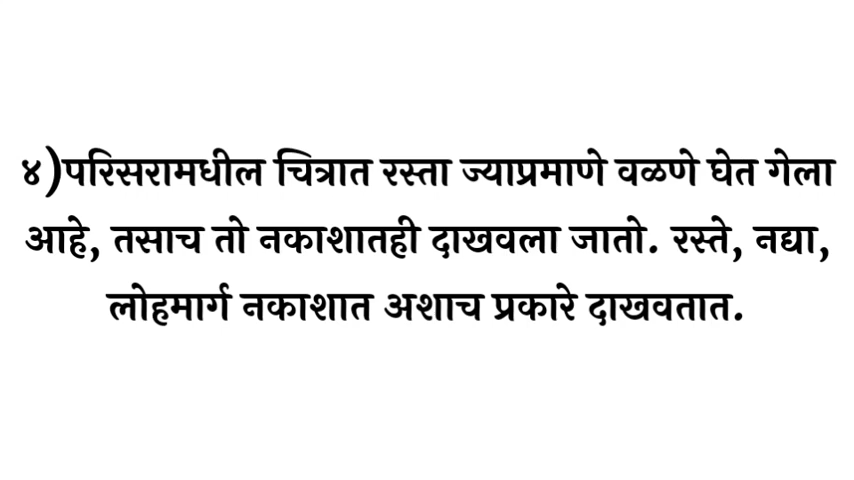 ४)परिसरामधील चित्रात रस्ता ज्याप्रमाणे वळणे घेत गेला
आहे, तसाच तो नकाशातही दाखवला जातो. रस्ते, नद्या,
लोहमार्ग नकाशात अशाच प्रकारे दाखवतात.